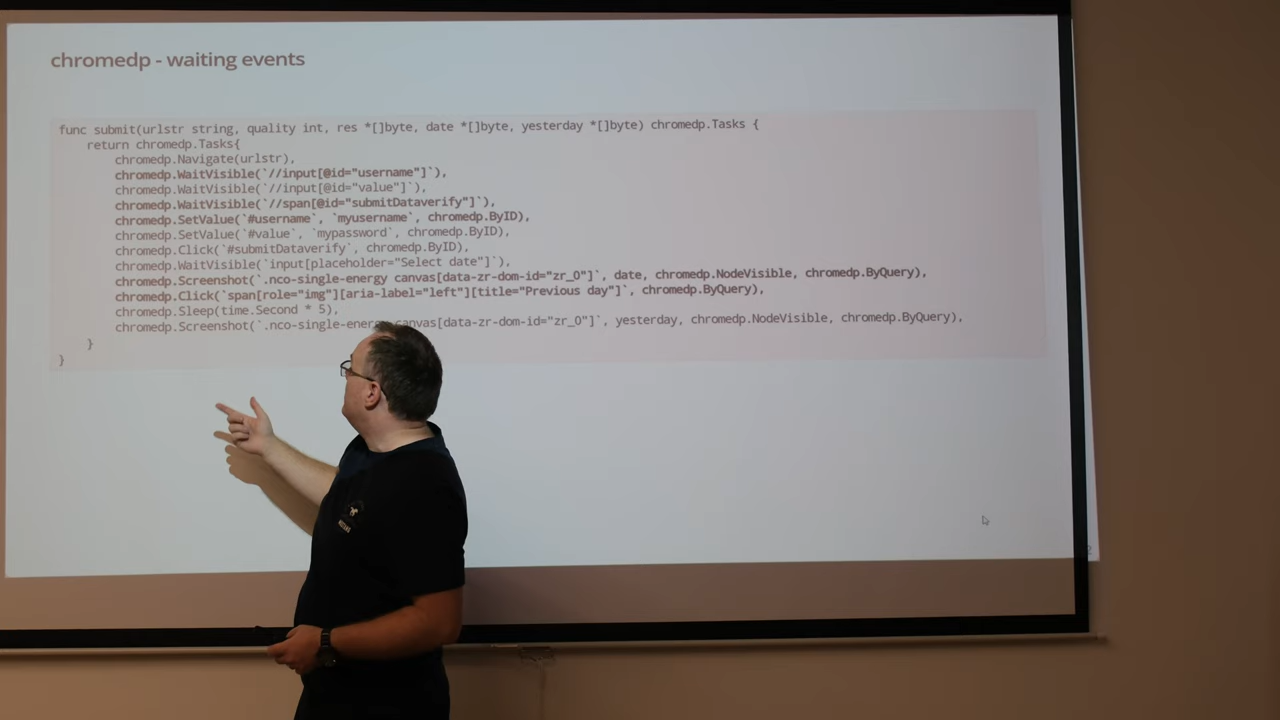 chromedp - waiting events
func submit(urlstr string, quality int, res *[]byte, date *[]byte, yesterday *[]byte) chromedp.Tasks {
return chromedp.Tasks{
chromedp.Navigate(urlstr),
chromedp.WaitVisible(`//input[@id="username"]`),
chromedp.WaitVisible(`//input[@id="value"]`),
chromedp.WaitVisible(`//span[@id="submitDataverify"]`),
chromedp.SetValue(`#username`, `myusername`, chromedp.ByID),
chromedp.SetValue(`#value`, `mypassword`, chromedp.ByID),
chromedp.Click(`#submitDataverify`, chromedp.ByID),
chromedp.WaitVisible(`input[placeholder="Select date"]`),
chromedp.Screenshot(`.nco-single-energy canvas[data-zr-dom-id="zr_0"]`, date, chromedp.NodeVisible, chromedp.ByQuery),
chromedp.Click(`span[role="img"][aria-label="left"][title="Previous day"]`, chromedp.ByQuery),
chromedp.Sleep(time.Second * 5),
chromedp.Screenshot(`.nco-single-energy canvas[data-zr-dom-id="zr_0"]`, yesterday, chromedp.NodeVisible, chromedp.ByQuery),
}
}